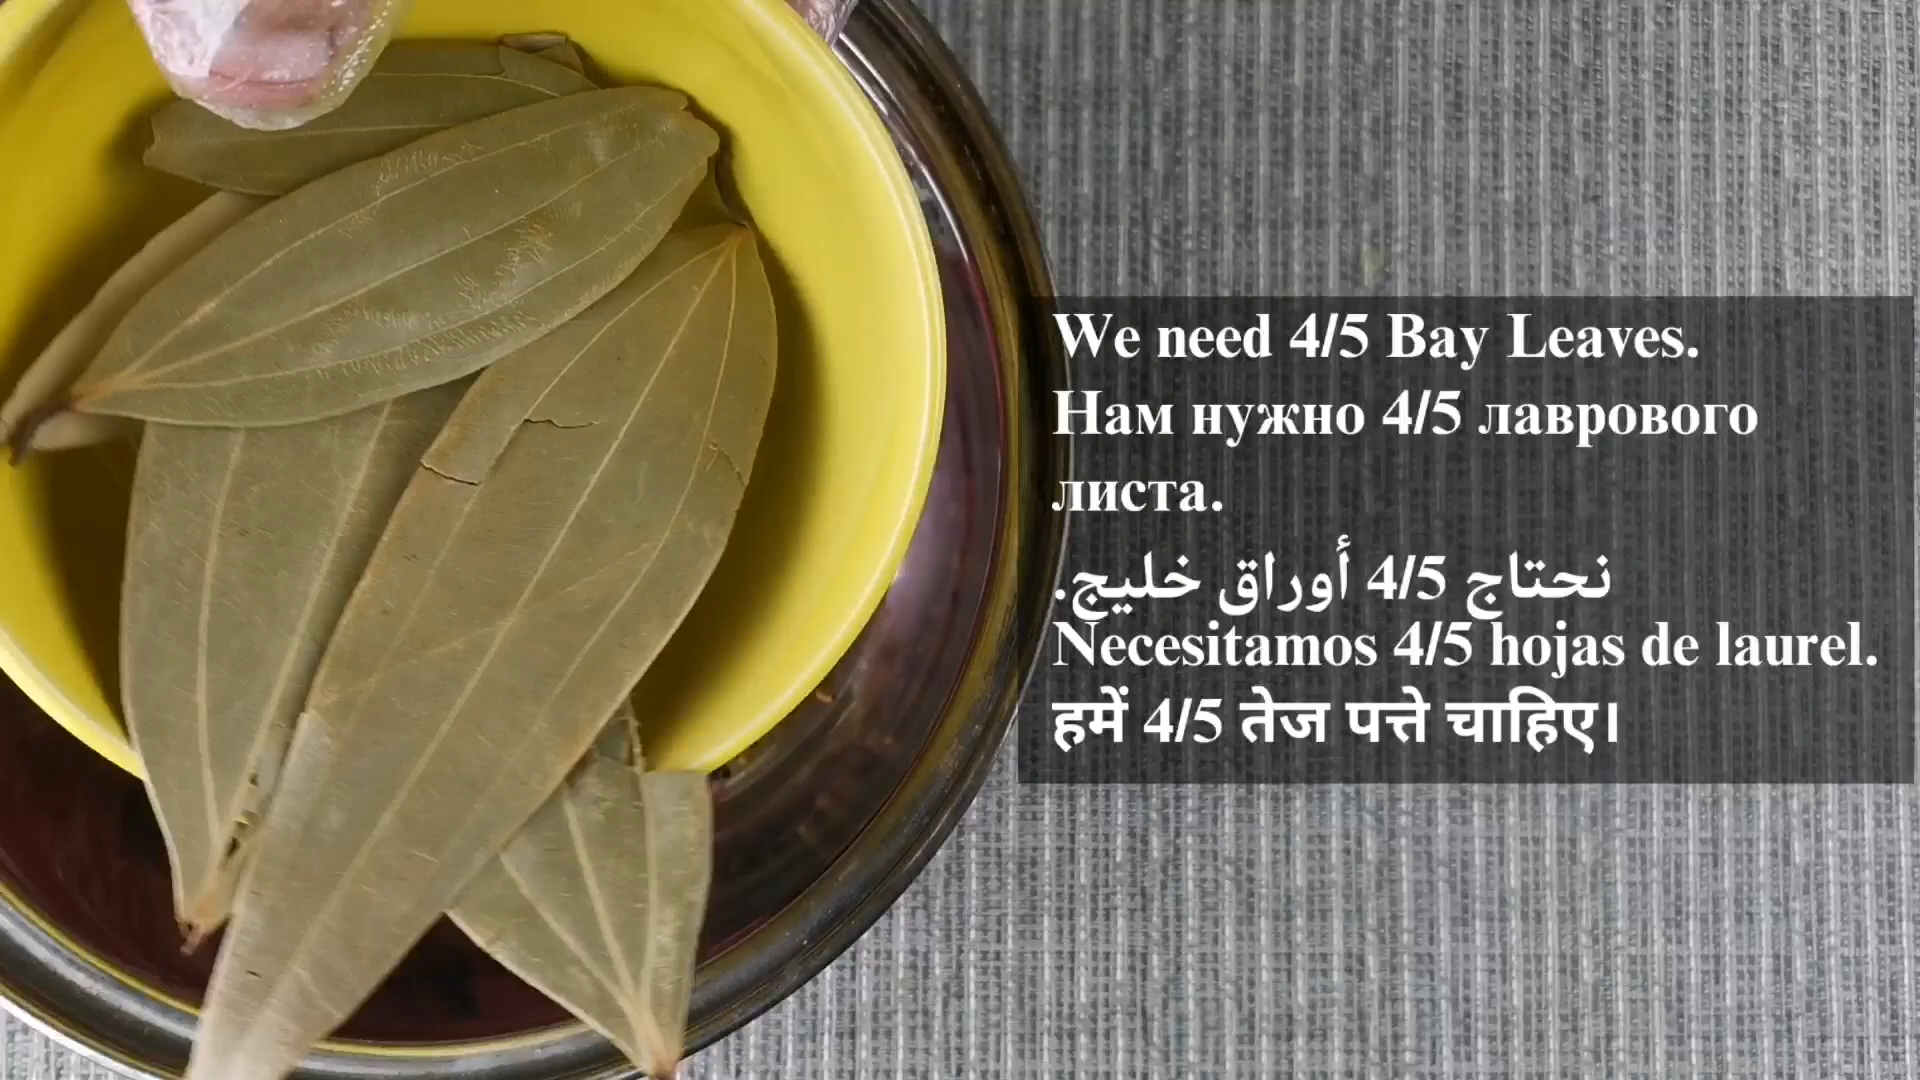 We need 4/5 Bay Leaves.
Нам нужно 4/5 лаврового
листа.
نحتاج 4/5 أوراق خليج.
Necesitamos 4/5 hojas de laurel.
हमें 4/5 तेज पत्ते चाहिए।